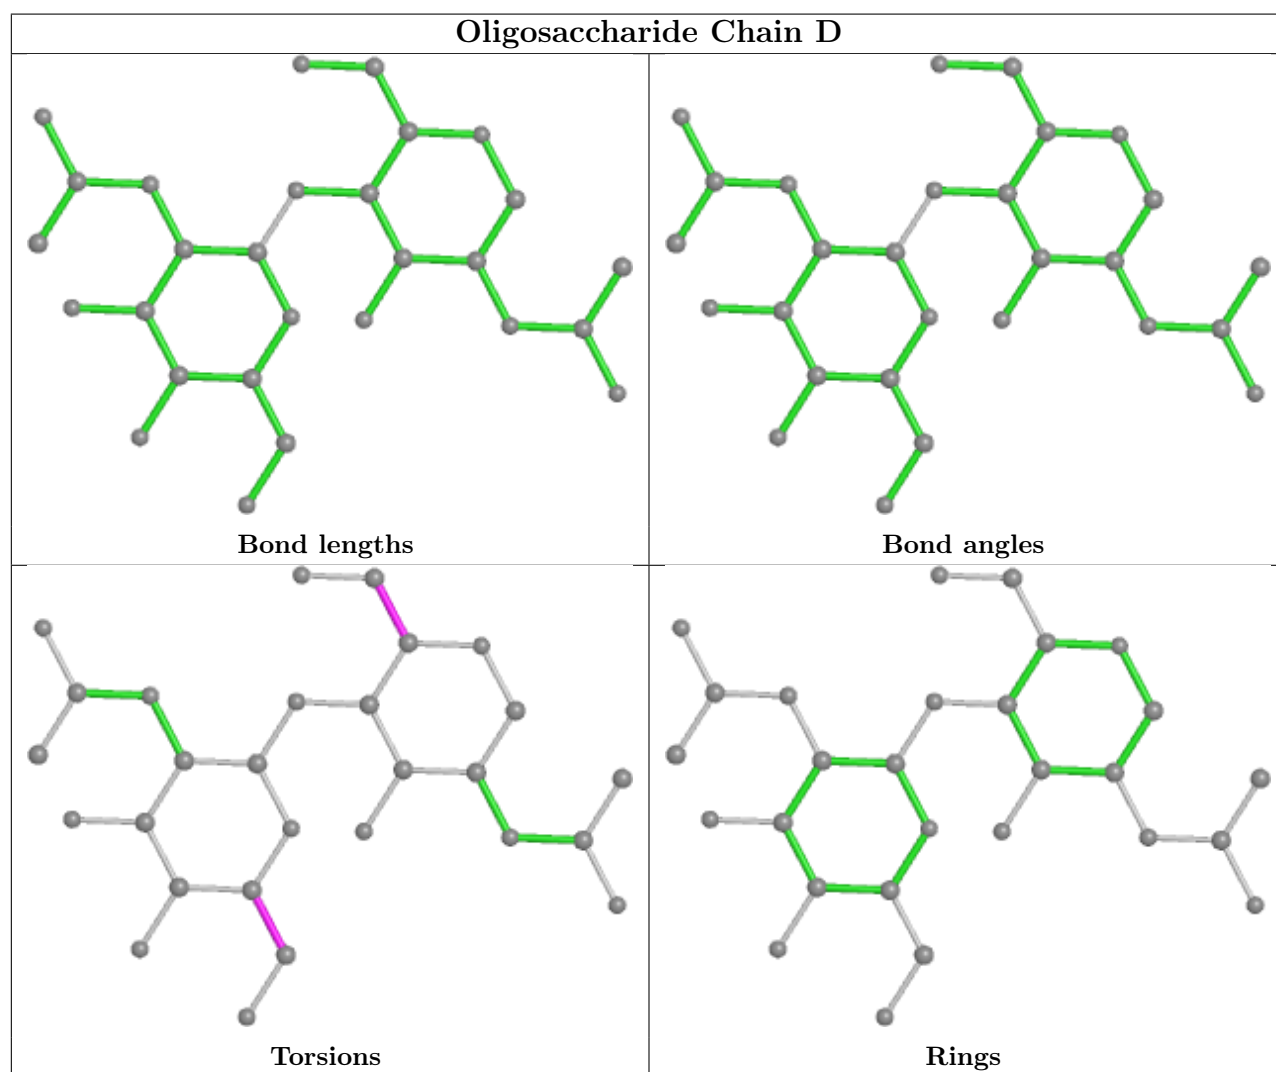 Oligosaccharide Chain D
Bond lengths
Bond angles
Torsions
Rings